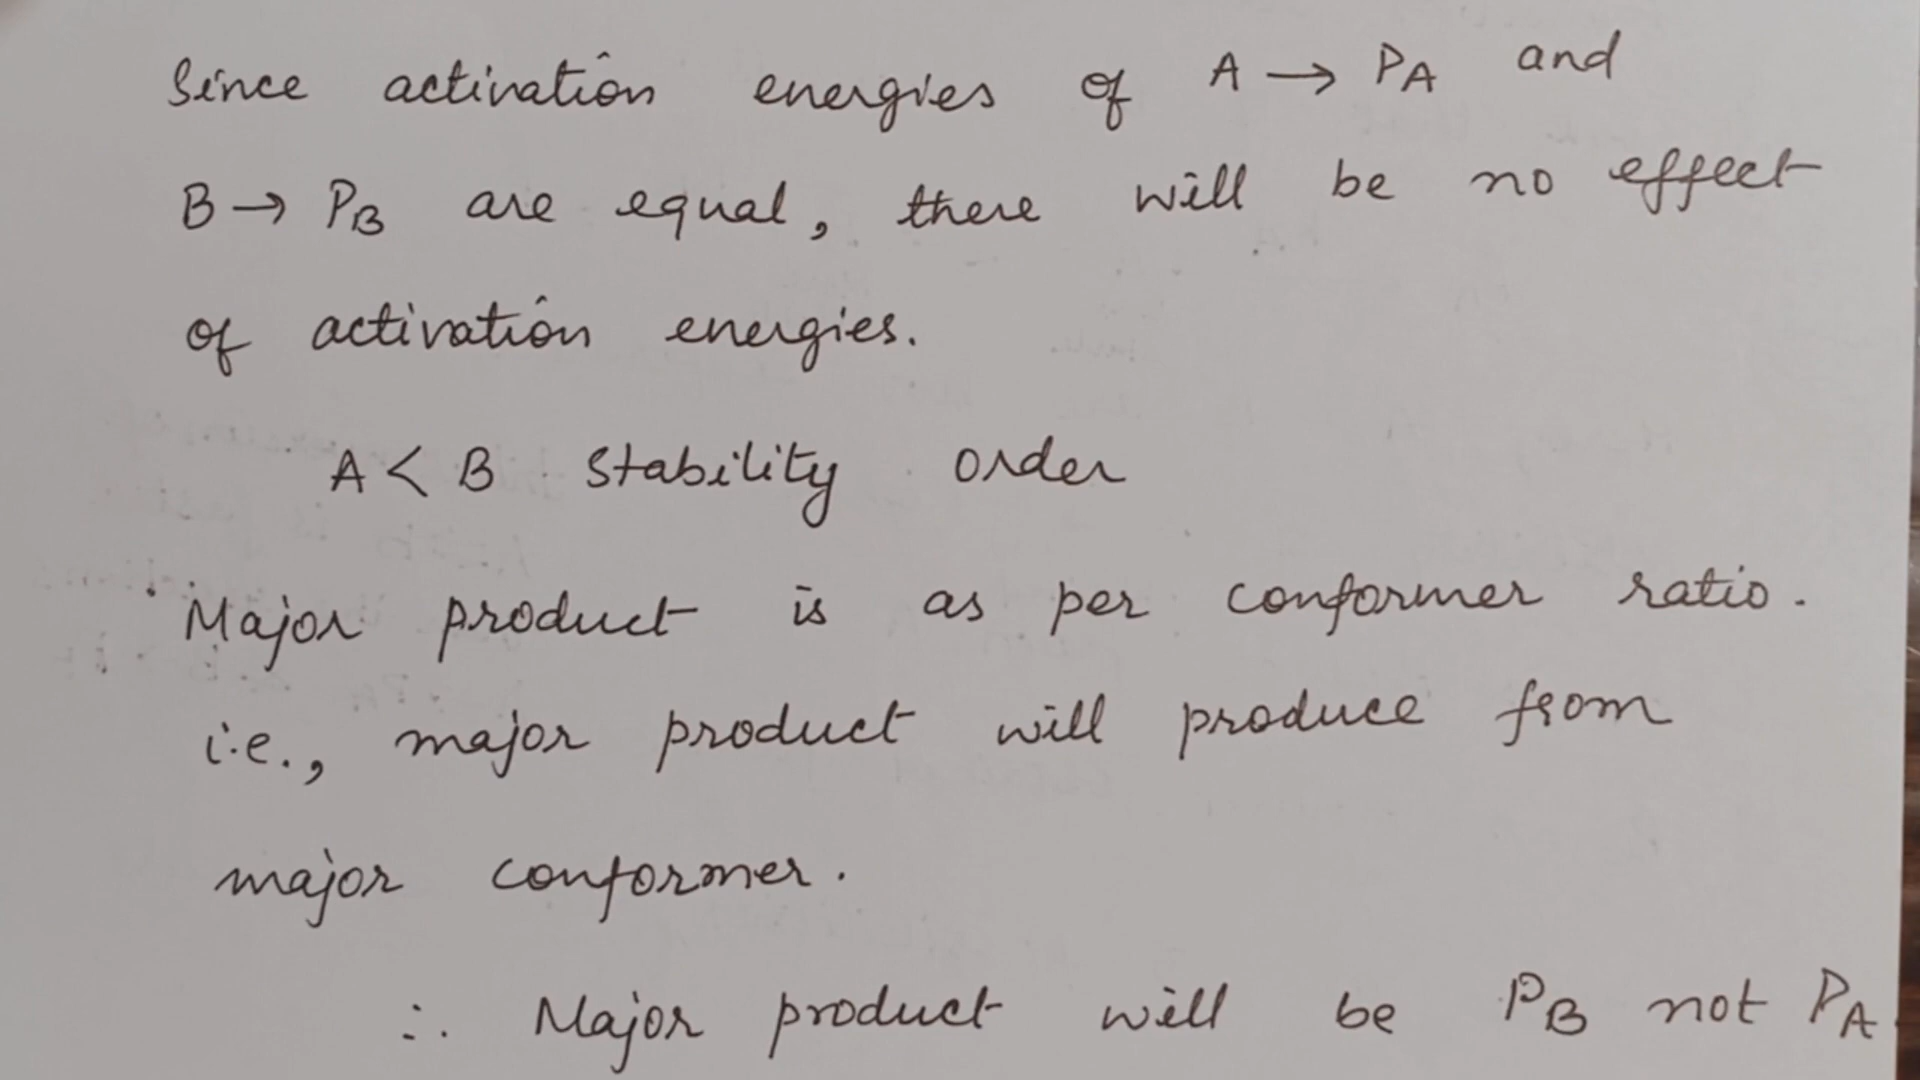 Since activation energies of A → PA and
B → PB are equal, there will be no effect
of activation energies.
A < B stability order
Major product is as per conformer ratio.
i.e., major product will produce from
major conformer.
∴ Major product will be PB not PA